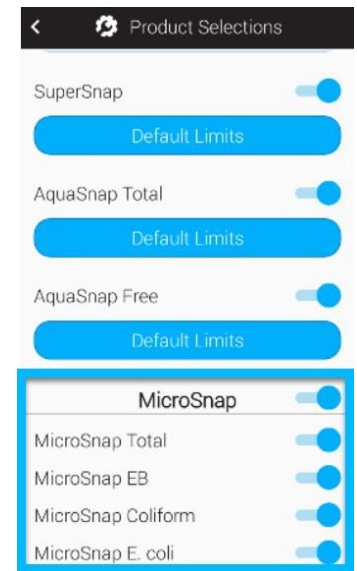 Product Selections
SuperSnap
Default Limits
AquaSnap Total
Default Limits
AquaSnap Free
Default Limits
MicroSnap
MicroSnap Total
MicroSnap EB
MicroSnap Coliform
MicroSnap E. coli